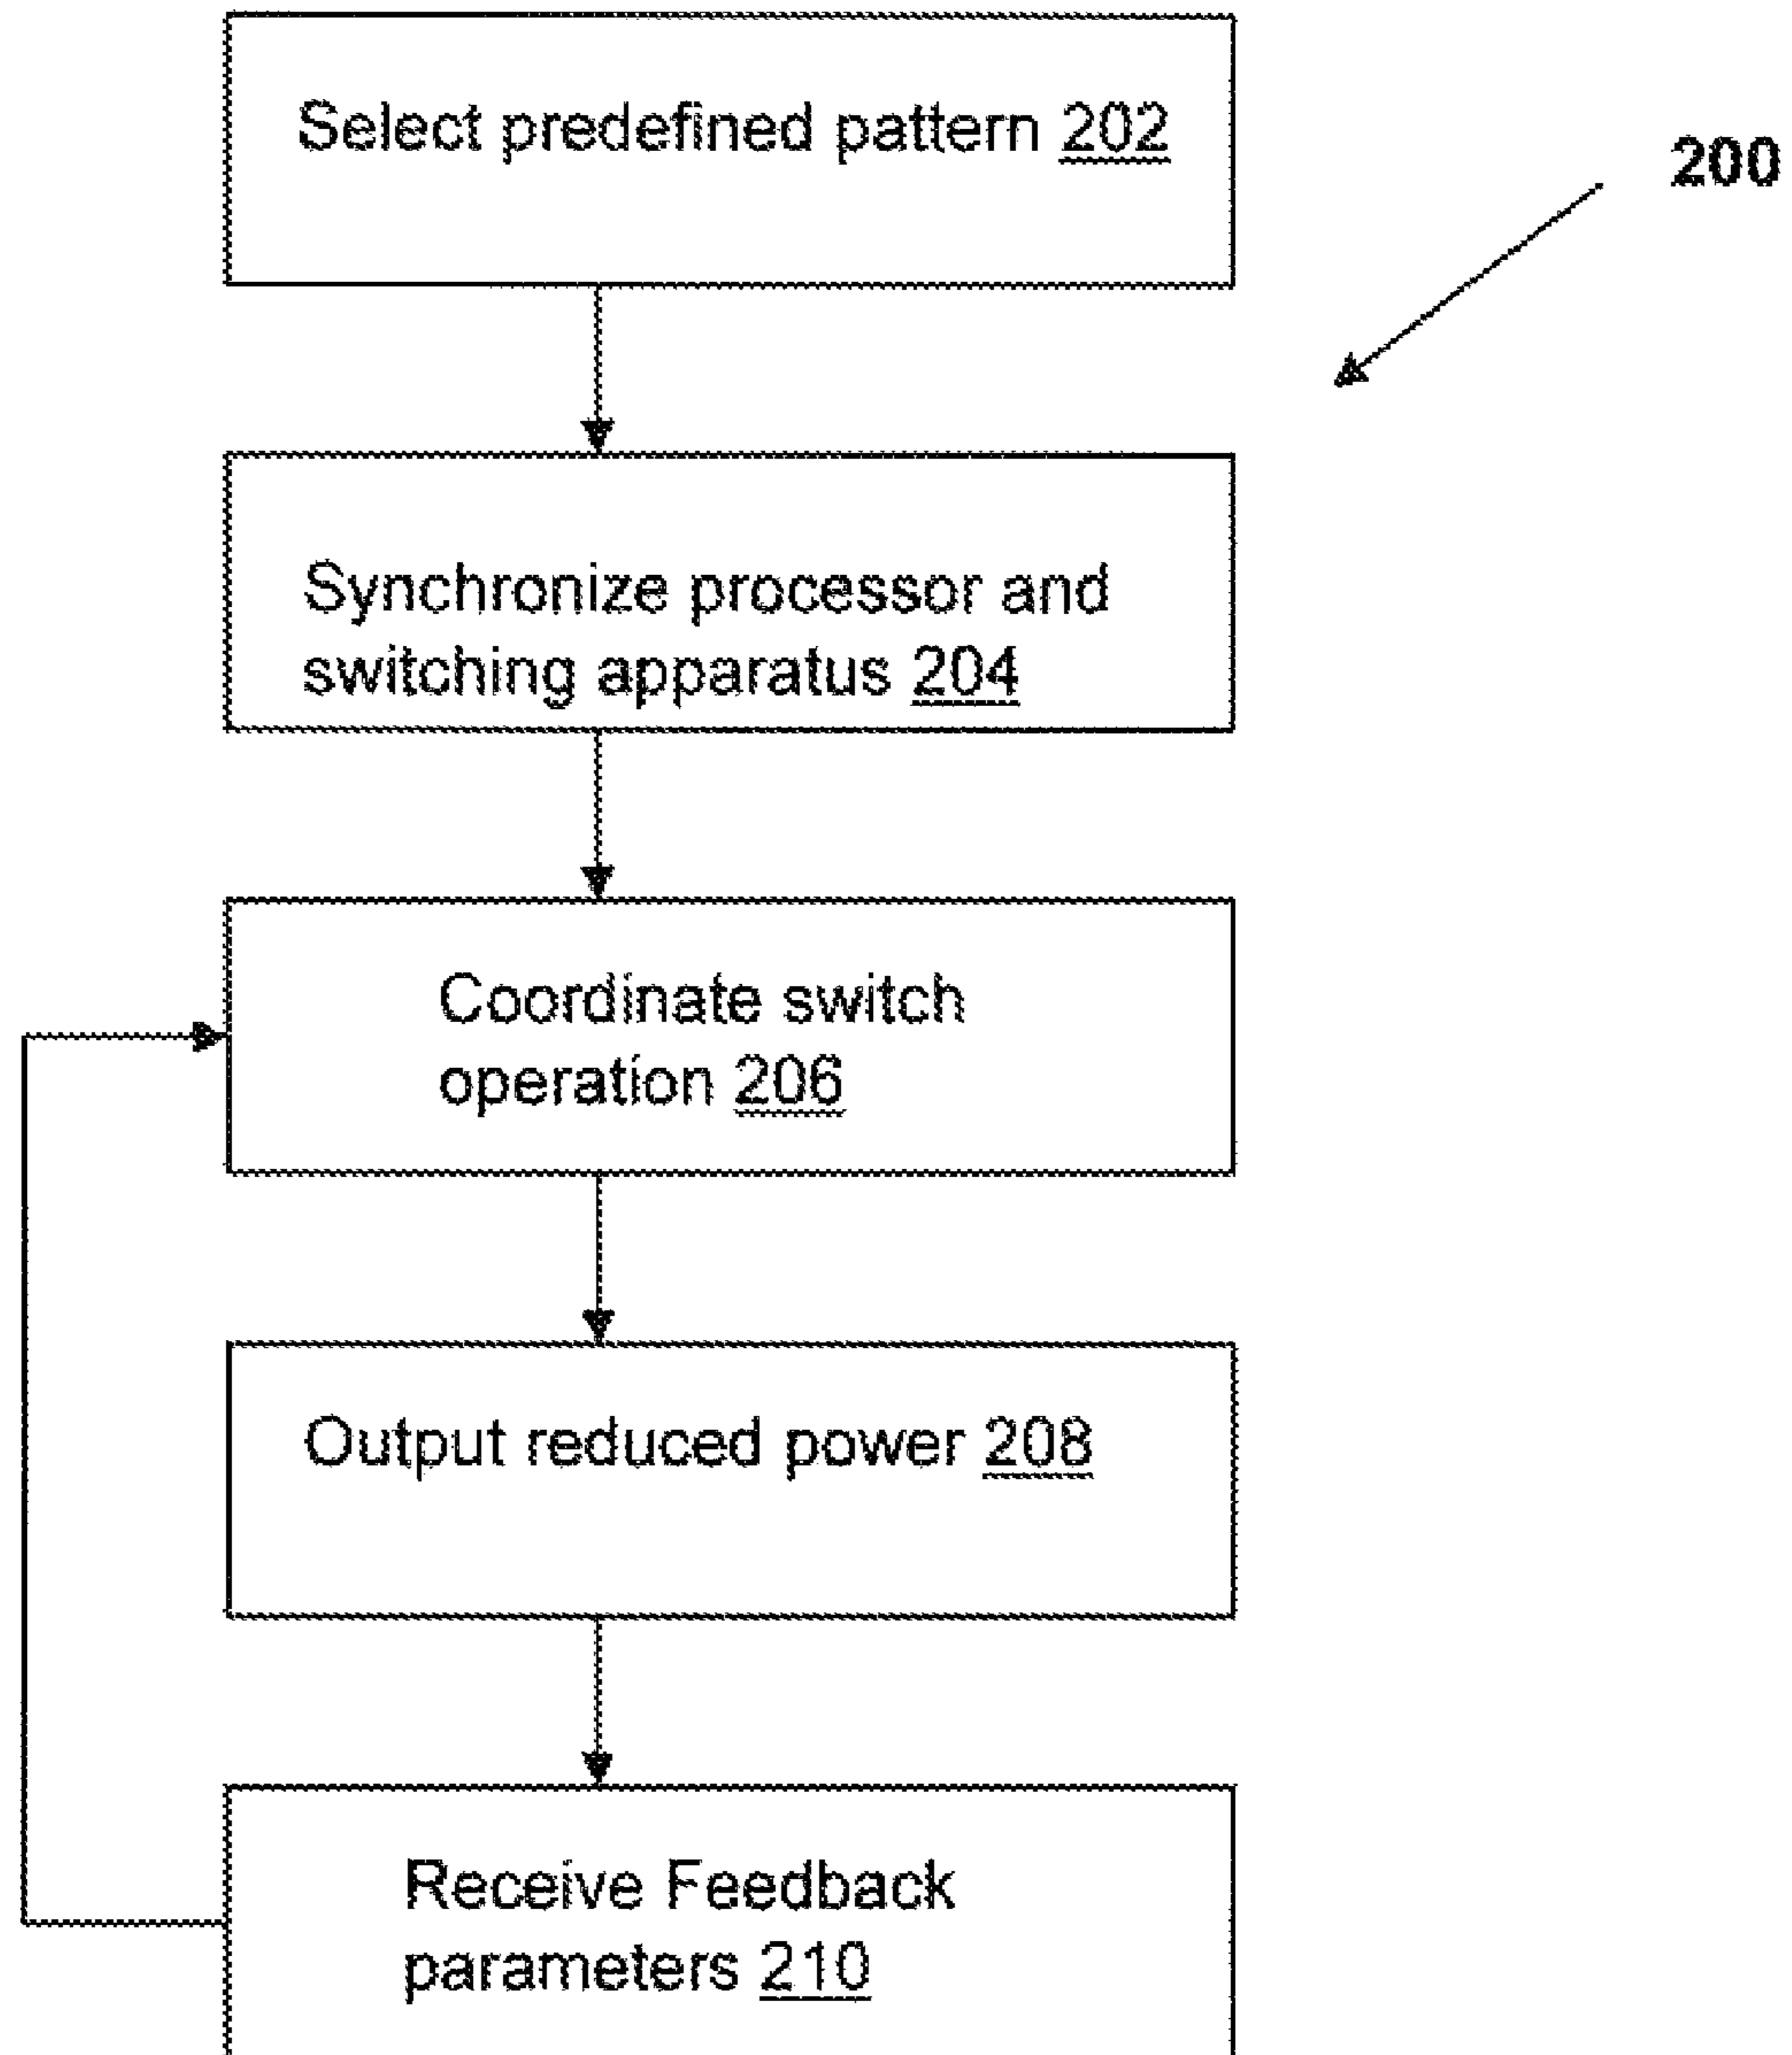 Select predefined pattern 202
200
Synchronize processor and
switching apparatus 204
Coordinate switch
operation 206
Output reduced power 208
Receive Feedback
parameters 210